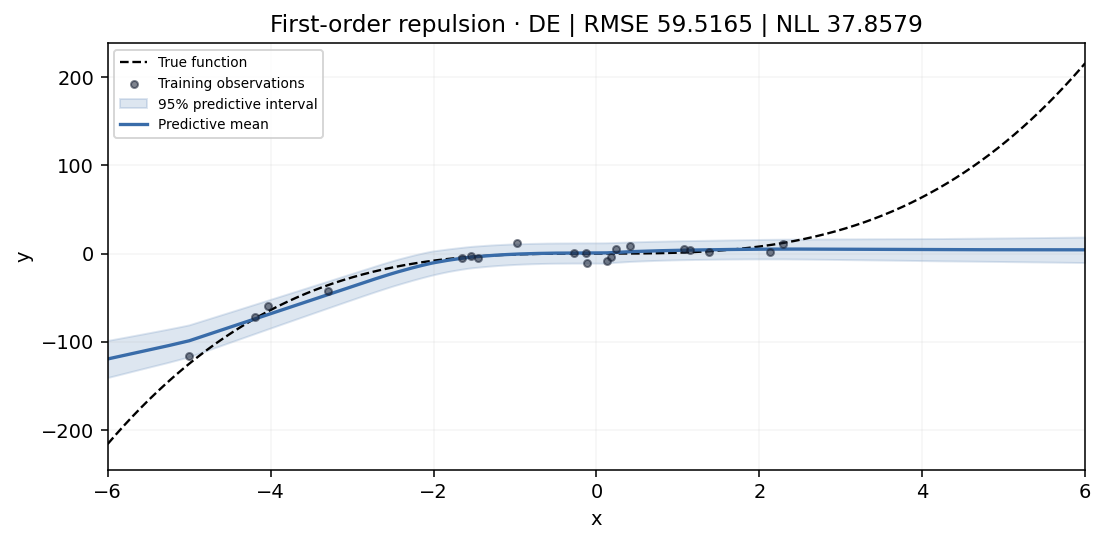 First-order repulsion · DE | RMSE 59.5165 | NLL 37.8579
True function
Training observations
95% predictive interval
Predictive mean
y
200
100
0
−100
−200
−6
−4
−2
0
2
4
6
x